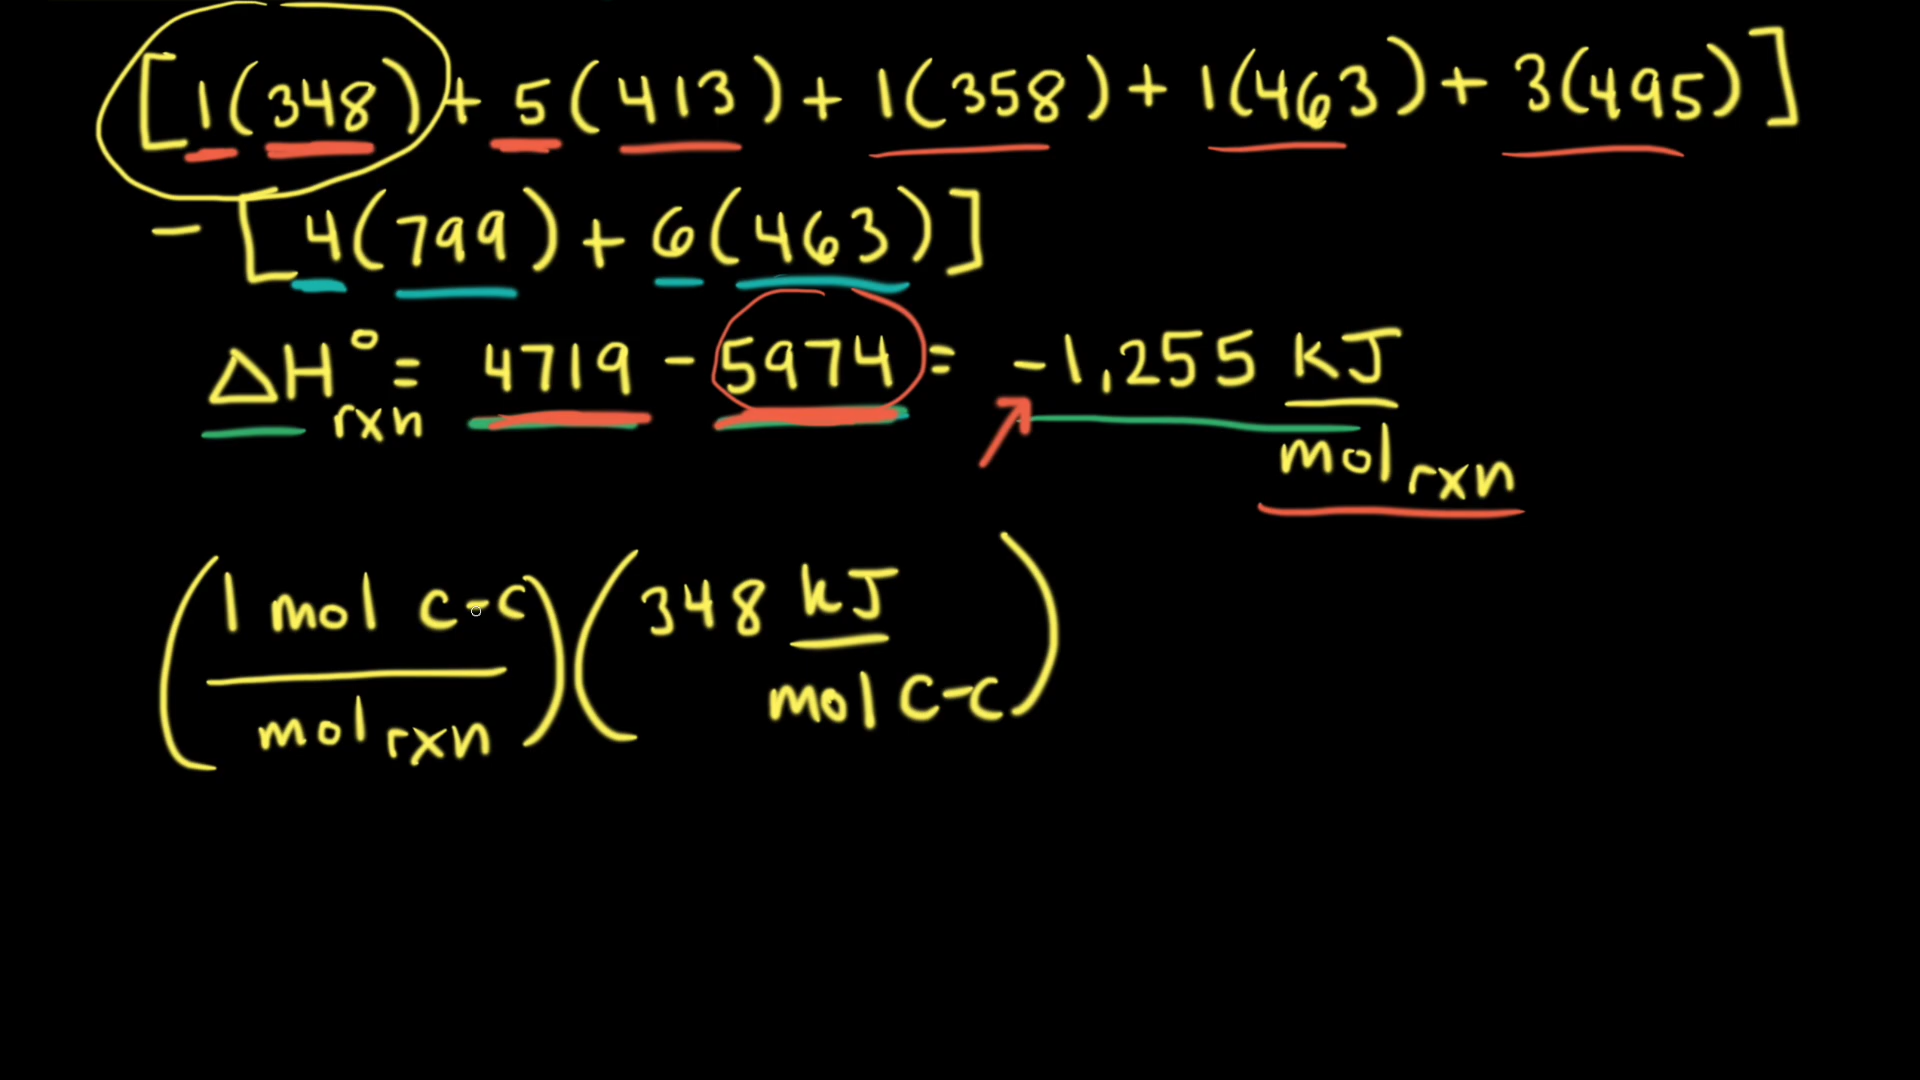 [1(348) + 5(413) + 1(358) + 1(463) + 3(495)]
- [4(799) + 6(463)]
ΔH°rxn = 4719 - 5974 = -1,255 kJ/mol rxn
(1 mol C-C / mol rxn)(348 kJ / mol C-C)